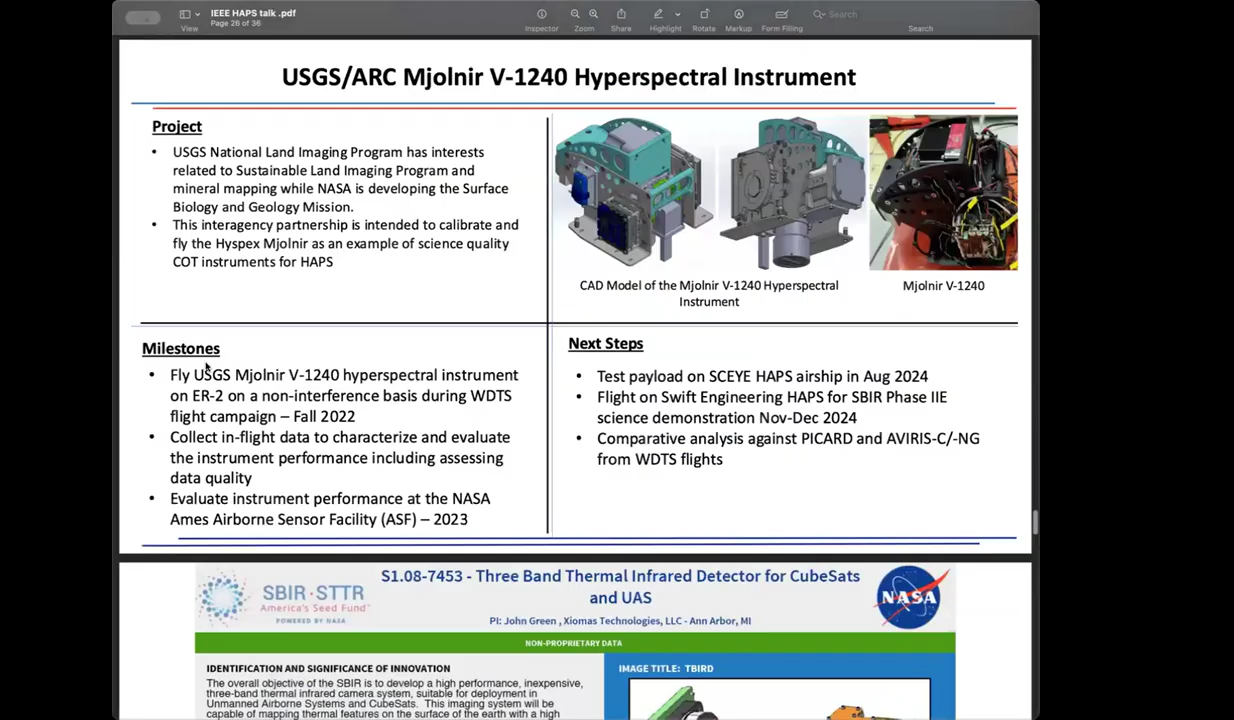 IEEE HAPS talk .pdf
Page 26 of 36
View
Inspector
Zoom
Share
Highlight
Rotate
Markup
Form Filling
Search
Search
USGS/ARC Mjolnir V-1240 Hyperspectral Instrument
Project
• USGS National Land Imaging Program has interests
related to Sustainable Land Imaging Program and
mineral mapping while NASA is developing the Surface
Biology and Geology Mission.
• This interagency partnership is intended to calibrate and
fly the Hyspex Mjolnir as an example of science quality
COT instruments for HAPS
CAD Model of the Mjolnir V-1240 Hyperspectral
Instrument
Mjolnir V-1240
Milestones
• Fly USGS Mjolnir V-1240 hyperspectral instrument
on ER-2 on a non-interference basis during WDTS
flight campaign – Fall 2022
• Collect in-flight data to characterize and evaluate
the instrument performance including assessing
data quality
• Evaluate instrument performance at the NASA
Ames Airborne Sensor Facility (ASF) – 2023
Next Steps
• Test payload on SCEYE HAPS airship in Aug 2024
• Flight on Swift Engineering HAPS for SBIR Phase IIE
science demonstration Nov-Dec 2024
• Comparative analysis against PICARD and AVIRIS-C/-NG
from WDTS flights
SBIR·STTR
America's Seed Fund™
POWERED BY NASA
S1.08-7453 - Three Band Thermal Infrared Detector for CubeSats
and UAS
PI: John Green , Xiomas Technologies, LLC - Ann Arbor, MI
NASA
NON-PROPRIETARY DATA
IDENTIFICATION AND SIGNIFICANCE OF INNOVATION
The overall objective of the SBIR is to develop a high performance, inexpensive,
three-band thermal infrared camera system, suitable for deployment in
Unmanned Airborne Systems and CubeSats. This imaging system will be
capable of mapping thermal features on the surface of the earth with a high
IMAGE TITLE: TBIRD